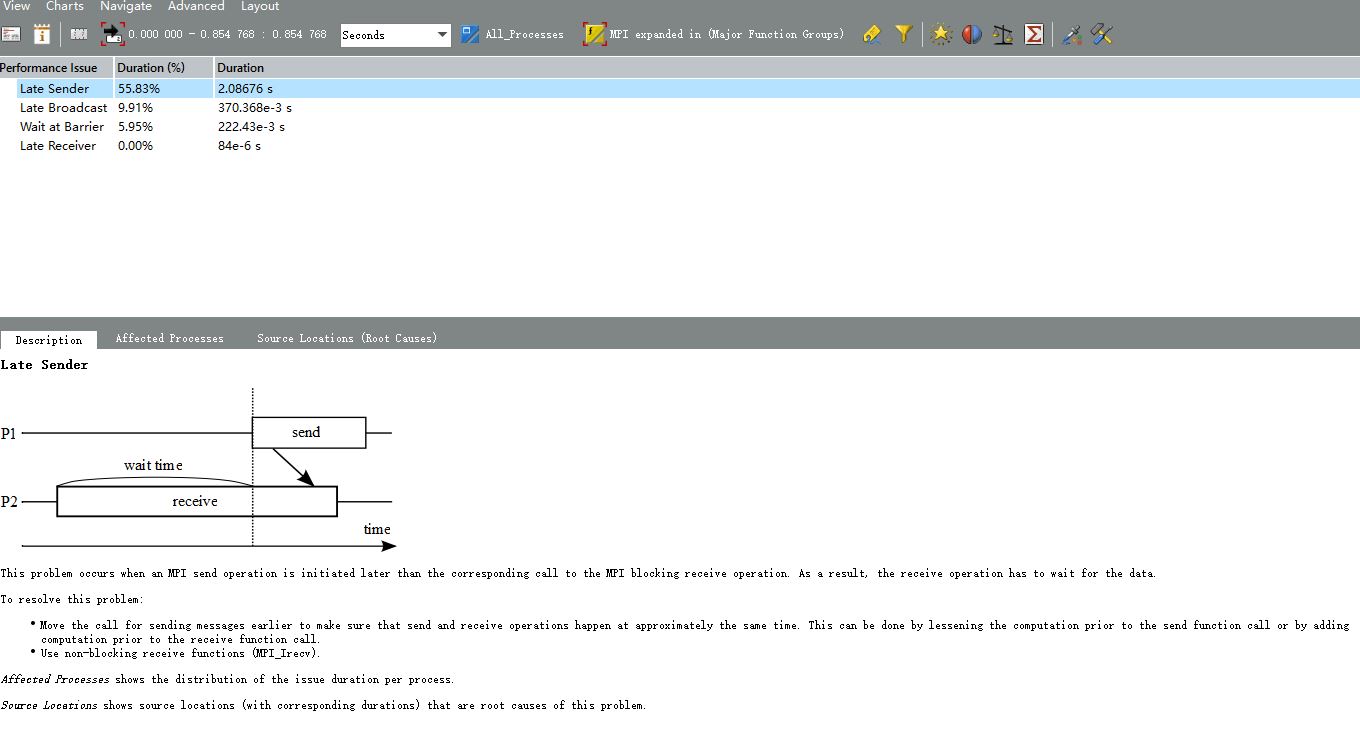 View Charts Navigate Advanced Layout
0.000 000 - 0.854 768 : 0.854 768 Seconds All_Processes MPI expanded in (Major Function Groups)
Performance Issue Duration (%) Duration
Late Sender 55.83% 2.08676 s
Late Broadcast 9.91% 370.368e-3 s
Wait at Barrier 5.95% 222.43e-3 s
Late Receiver 0.00% 84e-6 s
Description Affected Processes Source Locations (Root Causes)
Late Sender
P1 send
wait time
P2 receive
time
This problem occurs when an MPI send operation is initiated later than the corresponding call to the MPI blocking receive operation. As a result, the receive operation has to wait for the data.
To resolve this problem:
• Move the call for sending messages earlier to make sure that send and receive operations happen at approximately the same time. This can be done by lessening the computation prior to the send function call or by adding
computation prior to the receive function call.
• Use non-blocking receive functions (MPI_Irecv).
Affected Processes shows the distribution of the issue duration per process.
Source Locations shows source locations (with corresponding durations) that are root causes of this problem.